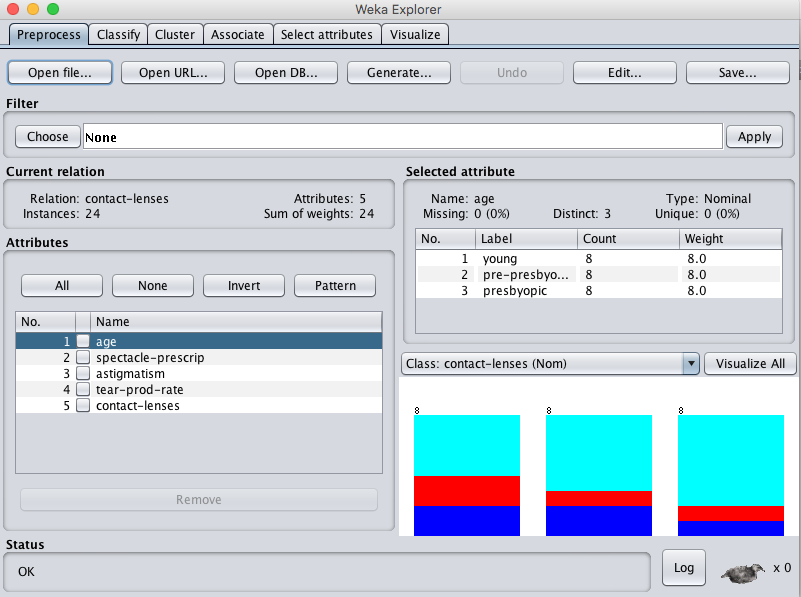 Weka Explorer
Preprocess Classify Cluster Associate Select attributes Visualize
Open file... Open URL... Open DB... Generate... Undo Edit... Save...
Filter
Choose None Apply
Current relation
Relation: contact-lenses Attributes: 5
Instances: 24 Sum of weights: 24
Attributes
All None Invert Pattern
No. Name
1 age
2 spectacle-prescrip
3 astigmatism
4 tear-prod-rate
5 contact-lenses
Remove
Selected attribute
Name: age Type: Nominal
Missing: 0 (0%) Distinct: 3 Unique: 0 (0%)
No. Label Count Weight
1 young 8 8.0
2 pre-presbyo... 8 8.0
3 presbyopic 8 8.0
Class: contact-lenses (Nom) Visualize All
8 8 8
Status
OK Log x 0